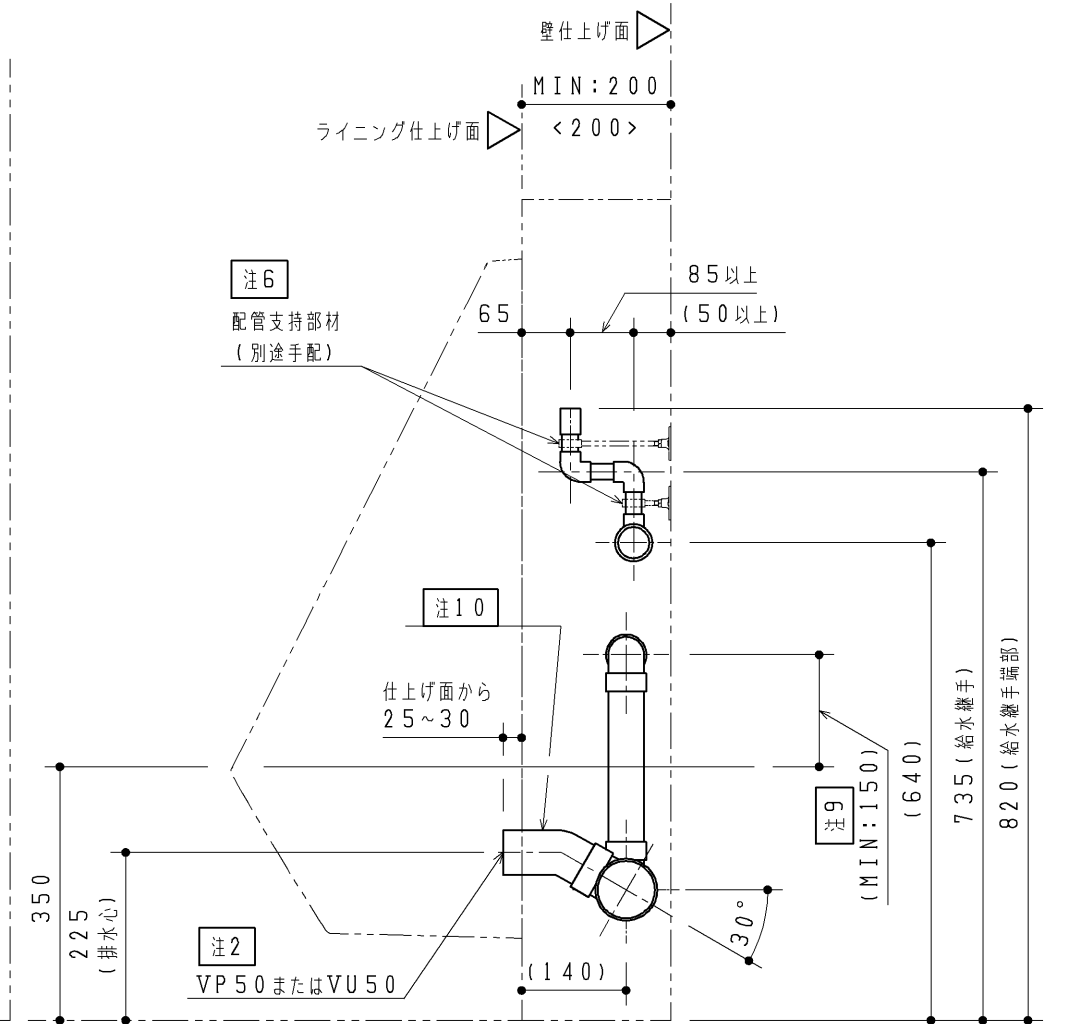 壁仕上げ面
MIN:200
<200>
ライニング仕上げ面
注6
配管支持部材
(別途手配)
85以上
(50以上)
65
注10
仕上げ面から
25~30
350
225
(排水心)
注2
VP50またはVU50
(140)
30°
注9
(MIN:150)
(640)
735(給水継手)
820(給水継手端部)